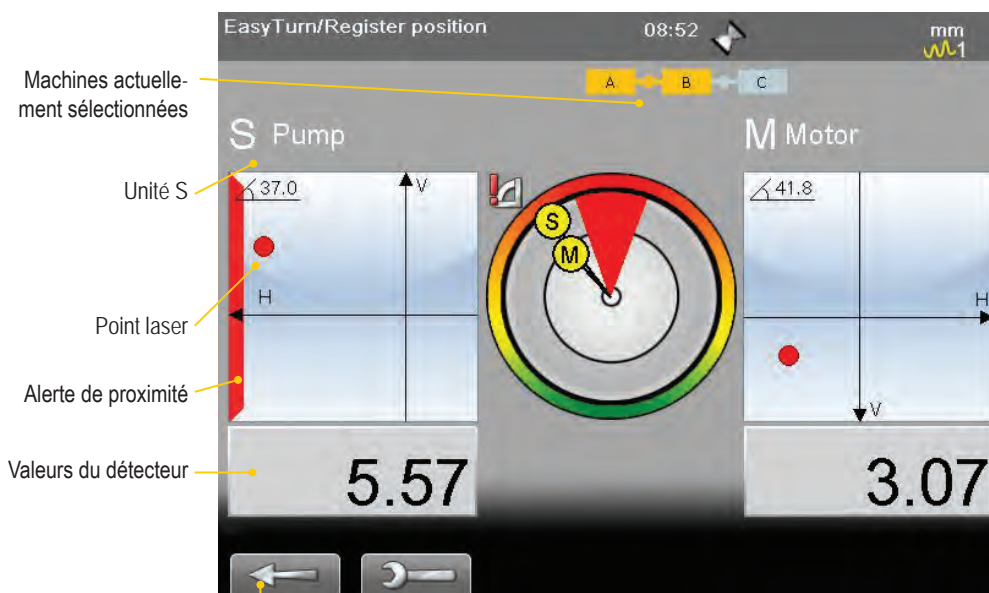 EasyTurn/Register position
08:52
mm
1
Machines actuelle-
ment sélectionnées
A
B
C
S Pump
M Motor
Unité S
37.0
V
H
S
M
41.8
H
V
Point laser
Alerte de proximité
Valeurs du détecteur
5.57
3.07